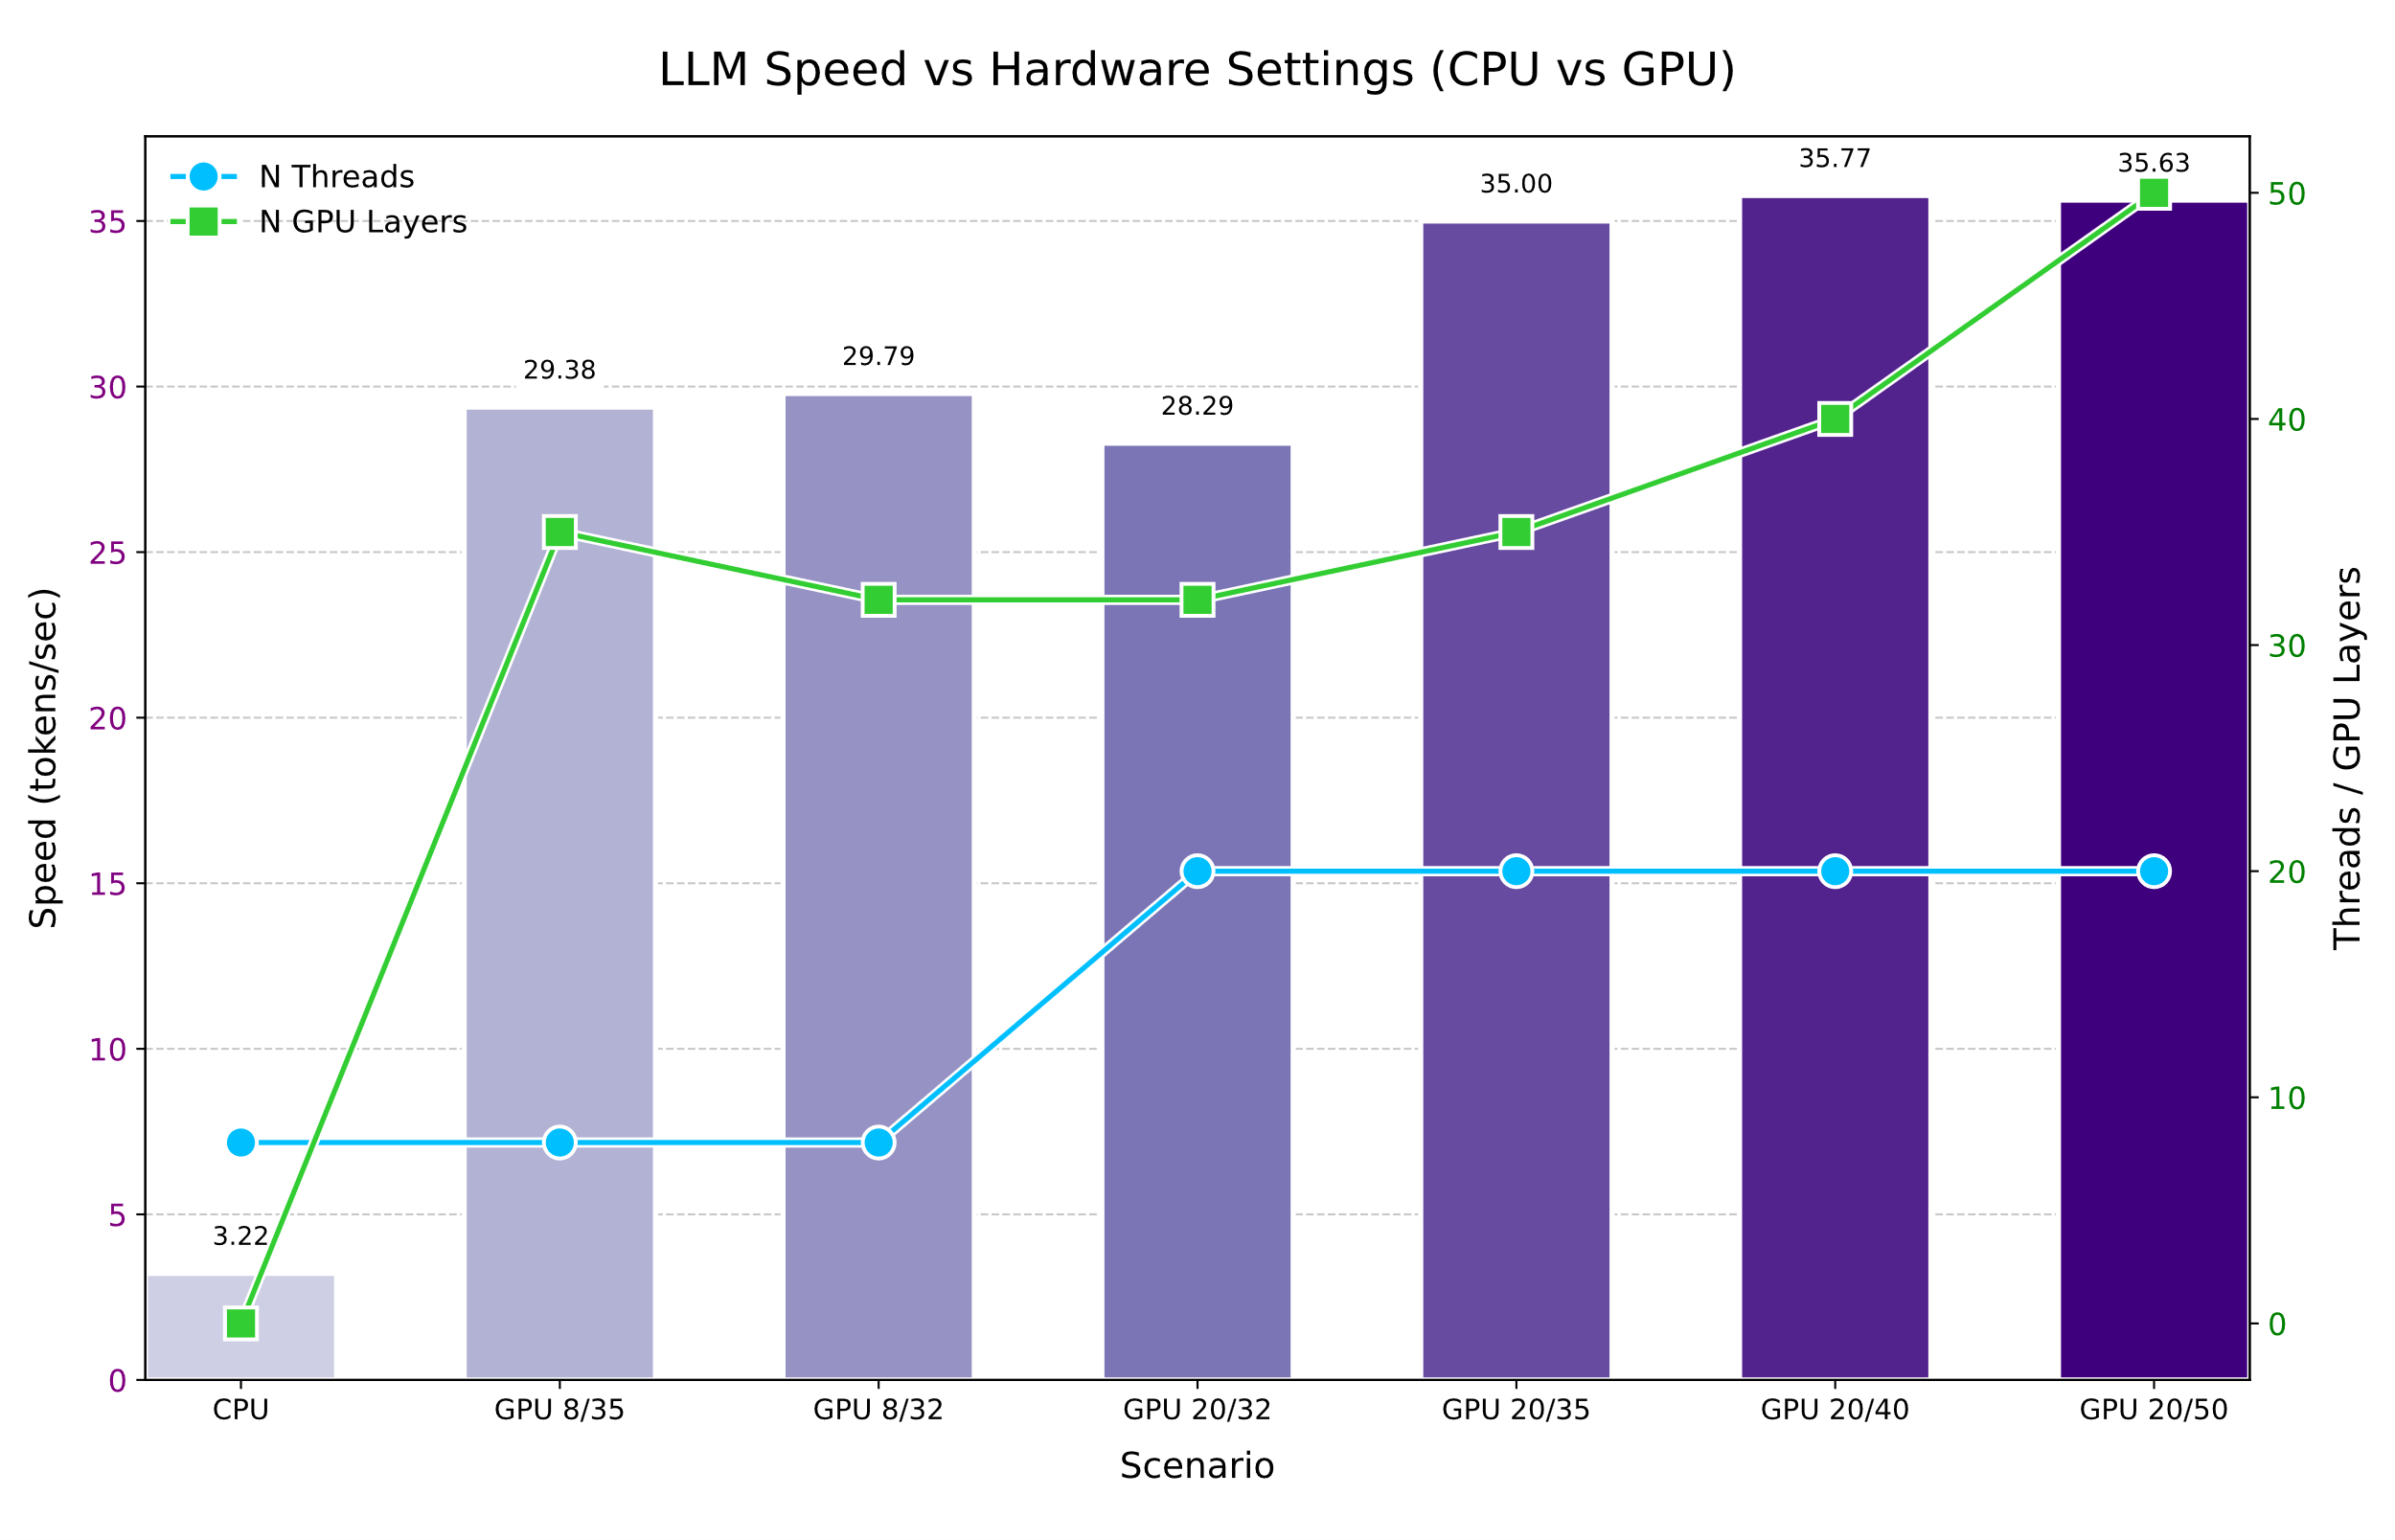 LLM Speed vs Hardware Settings (CPU vs GPU)
N Threads
N GPU Layers
Speed (tokens/sec)
35
30
25
20
15
10
5
0
3.22
29.38
29.79
28.29
35.00
35.77
35.63
50
40
30
20
10
0
Threads / GPU Layers
CPU
GPU 8/35
GPU 8/32
GPU 20/32
GPU 20/35
GPU 20/40
GPU 20/50
Scenario